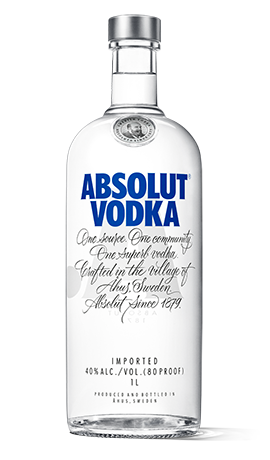 ABSOLUT
VODKA
One source. One community.
One superb vodka.
Crafted in the village of
Åhus, Sweden.
Absolut Since 1879.
IMPORTED
40% ALC./VOL. (80 PROOF)
1L
PRODUCED AND BOTTLED IN
ÅHUS, SWEDEN